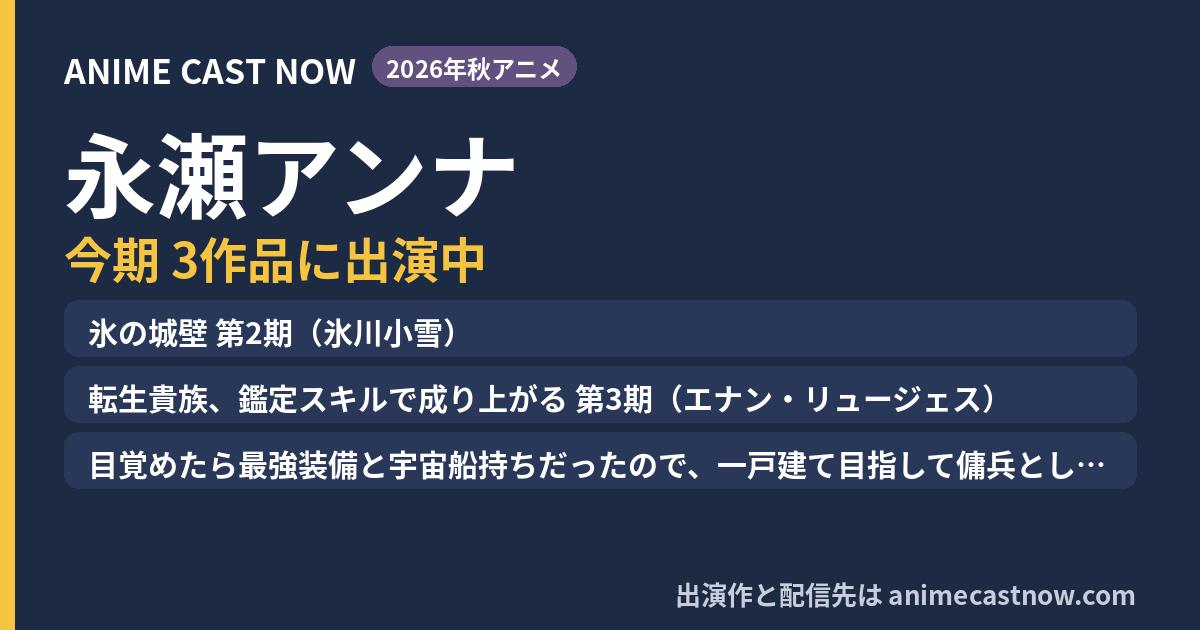 ANIME CAST NOW 2026年秋アニメ
永瀬アンナ
今期 3作品に出演中
氷の城壁 第2期（氷川小雪）
転生貴族、鑑定スキルで成り上がる 第3期（エナン・リュージェス）
目覚めたら最強装備と宇宙船持ちだったので、一戸建て目指して傭兵とし…
出演作と配信先は animecastnow.com